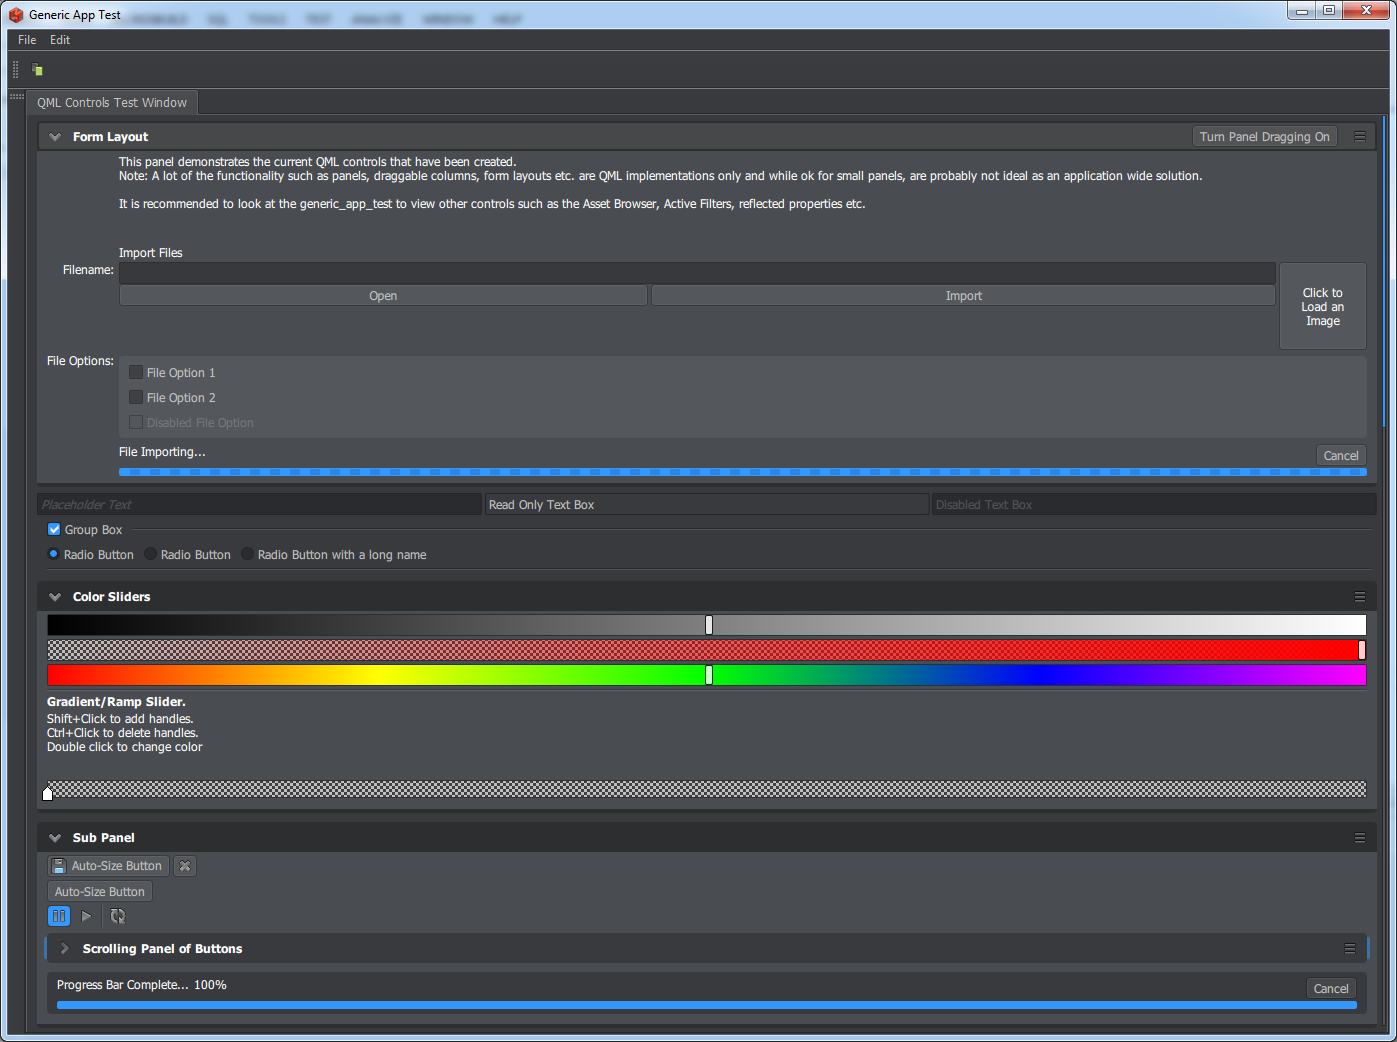 Generic App Test
SQL TOOLS TEST ANALYZE WINDOW HELP
File Edit
QML Controls Test Window
Form Layout
Turn Panel Dragging On
This panel demonstrates the current QML controls that have been created.
Note: A lot of the functionality such as panels, draggable columns, form layouts etc. are QML implementations only and while ok for small panels, are probably not ideal as an application wide solution.
It is recommended to look at the generic_app_test to view other controls such as the Asset Browser, Active Filters, reflected properties etc.
Import Files
Filename:
Open Import
Click to
Load an
Image
File Options:
File Option 1
File Option 2
Disabled File Option
File Importing...
Cancel
Placeholder Text Read Only Text Box Disabled Text Box
Group Box
Radio Button Radio Button Radio Button with a long name
Color Sliders
Gradient/Ramp Slider.
Shift+Click to add handles.
Ctrl+Click to delete handles.
Double click to change color
Sub Panel
Auto-Size Button
Auto-Size Button
Scrolling Panel of Buttons
Progress Bar Complete... 100%
Cancel